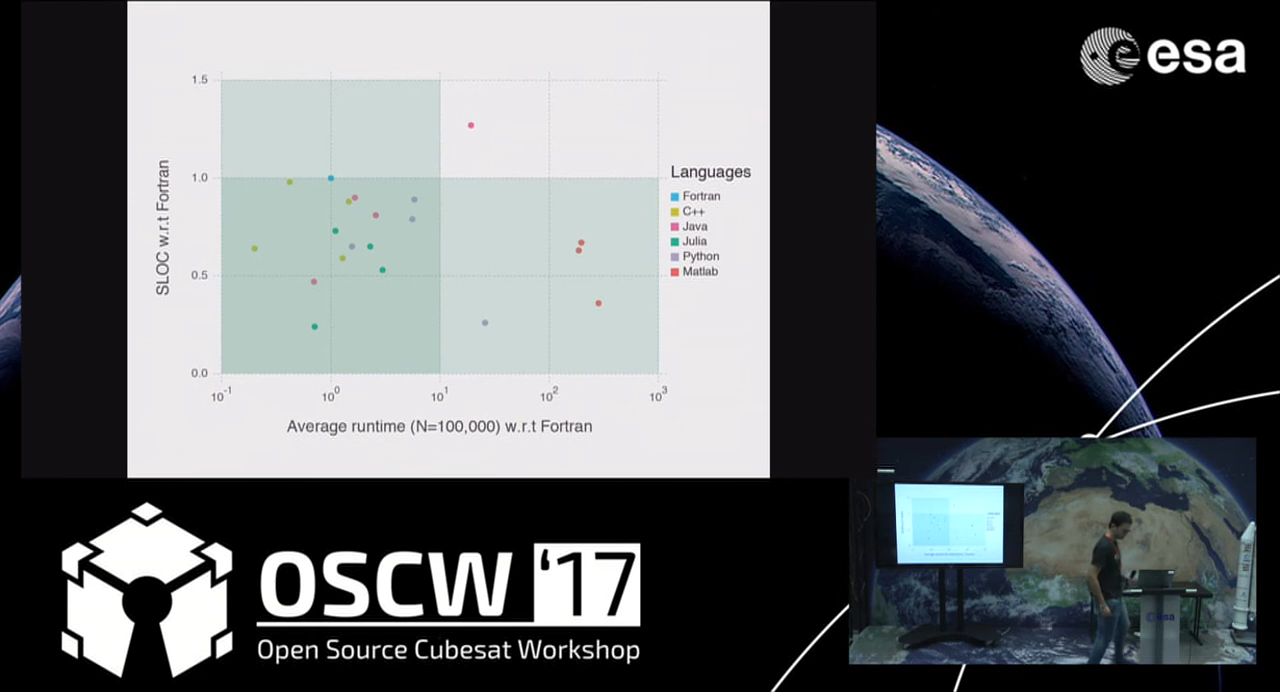 esa
1.5
1.0
0.5
0.0
SLOC w.r.t Fortran
10-1
100
101
102
103
Average runtime (N=100,000) w.r.t Fortran
Languages
Fortran
C++
Java
Julia
Python
Matlab
OSCW '17
Open Source Cubesat Workshop
esa